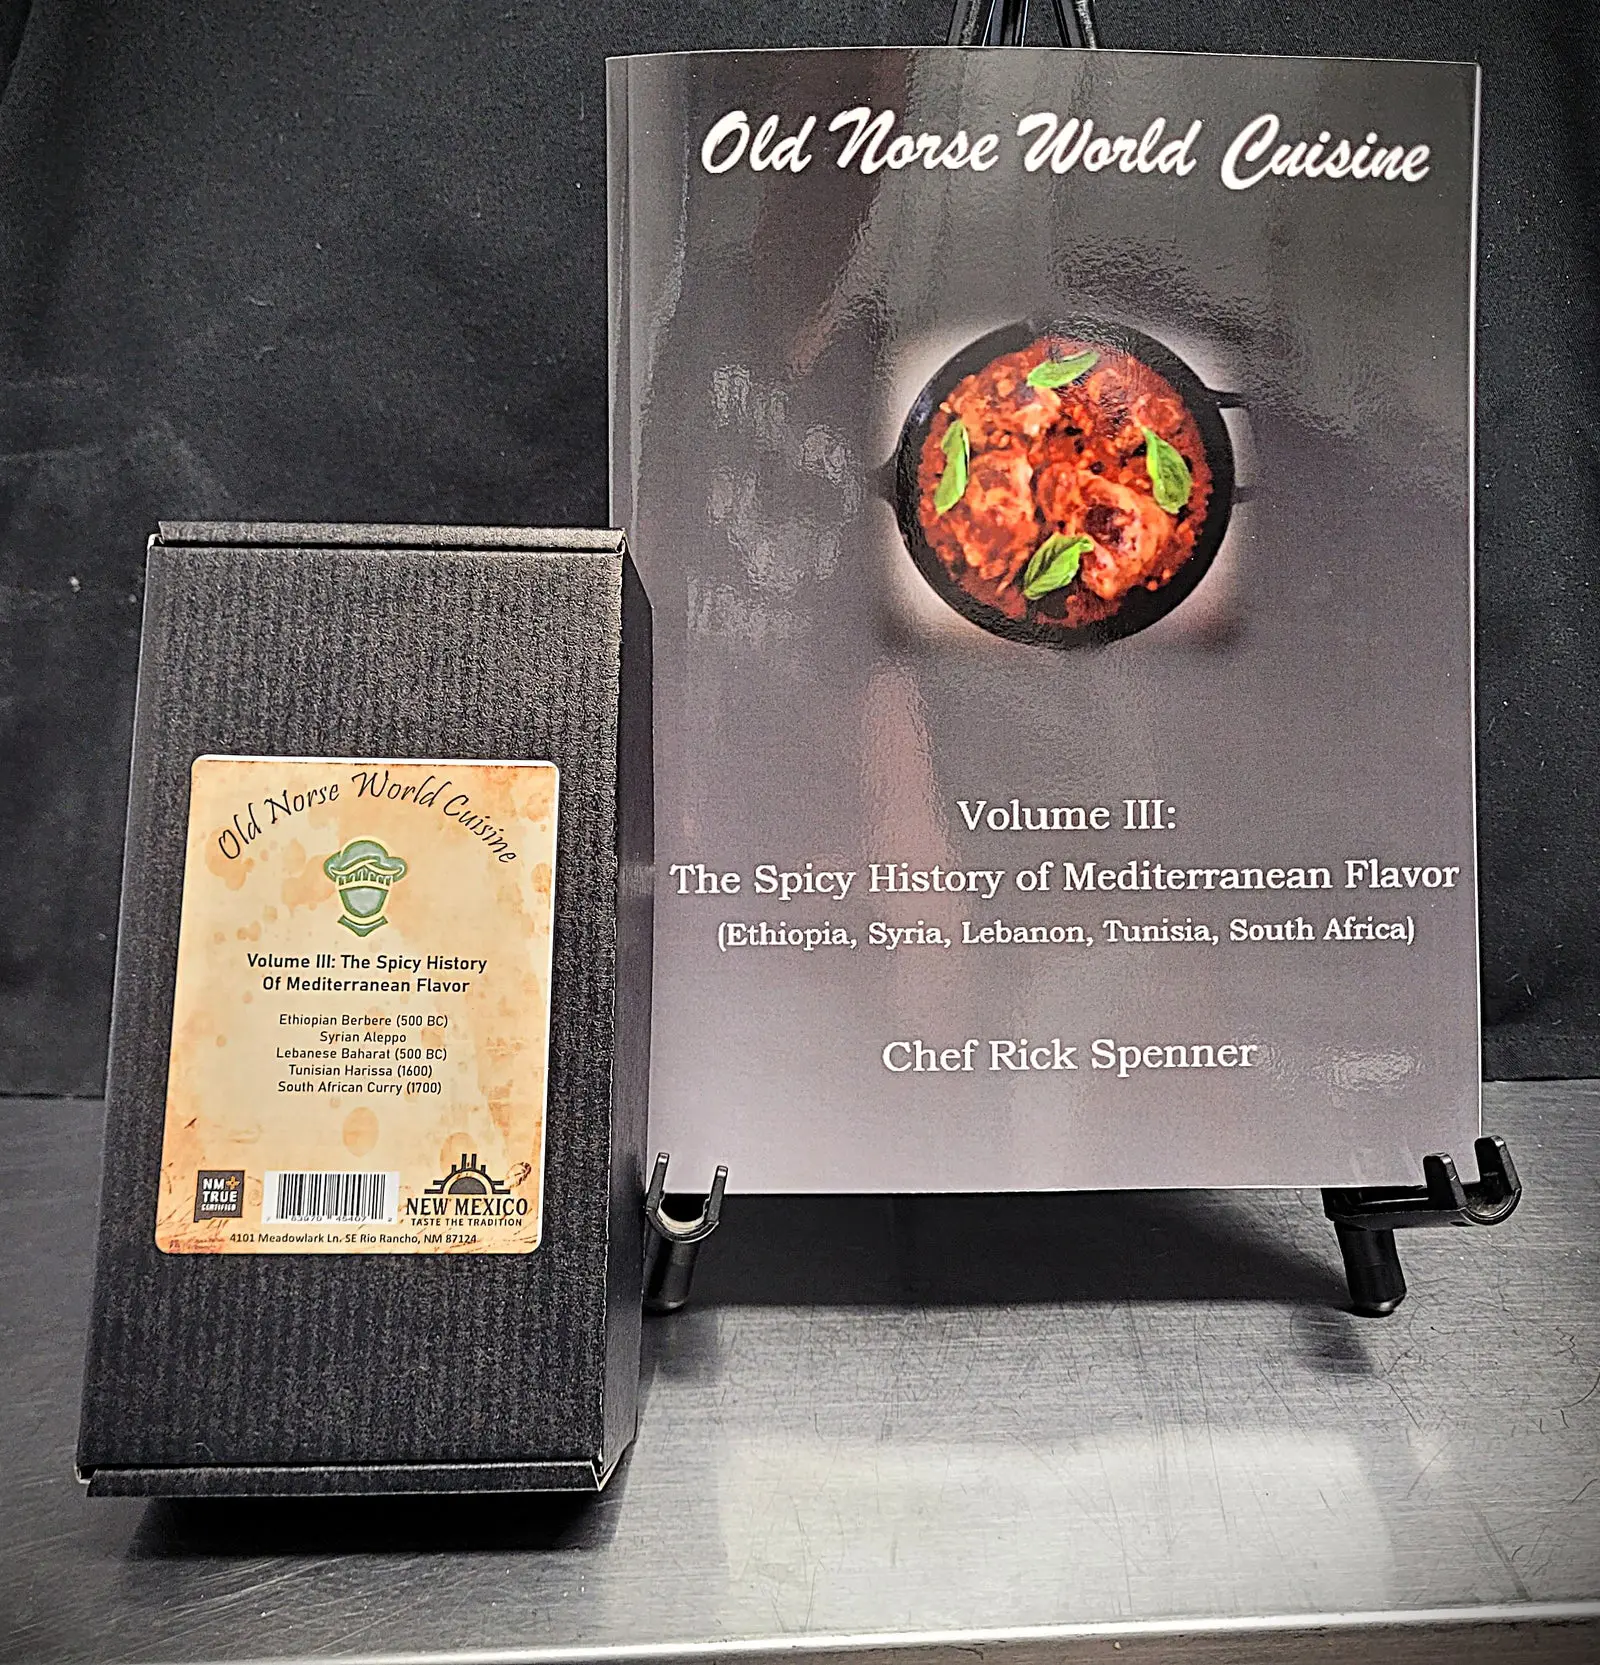 Old Norse World Cuisine
Volume III:
The Spicy History of Mediterranean Flavor
(Ethiopia, Syria, Lebanon, Tunisia, South Africa)
Chef Rick Spenner
Old Norse World Cuisine
Volume III: The Spicy History
Of Mediterranean Flavor
Ethiopian Berbere (500 BC)
Syrian Aleppo
Lebanese Baharat (500 BC)
Tunisian Harissa (1600)
South African Curry (1700)
NM
TRUE
CERTIFIED
NEW MEXICO
TASTE THE TRADITION
4101 Meadowlark Ln. SE Rio Rancho, NM 87124